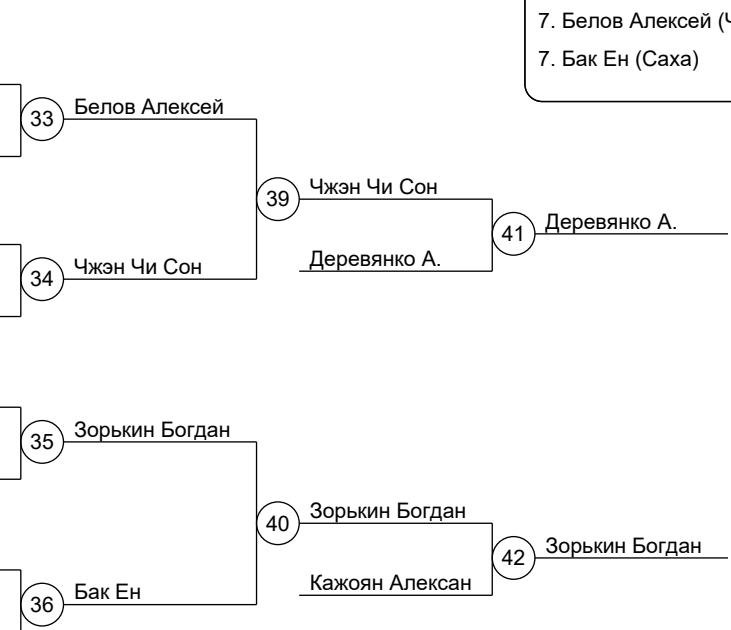 7. Белов Алексей (
7. Бак Ен (Саха)
33 Белов Алексей
39 Чжэн Чи Сон
41 Деревянко А.
Деревянко А.
34 Чжэн Чи Сон
35 Зорькин Богдан
40 Зорькин Богдан
42 Зорькин Богдан
Кажоян Алексан
36 Бак Ен